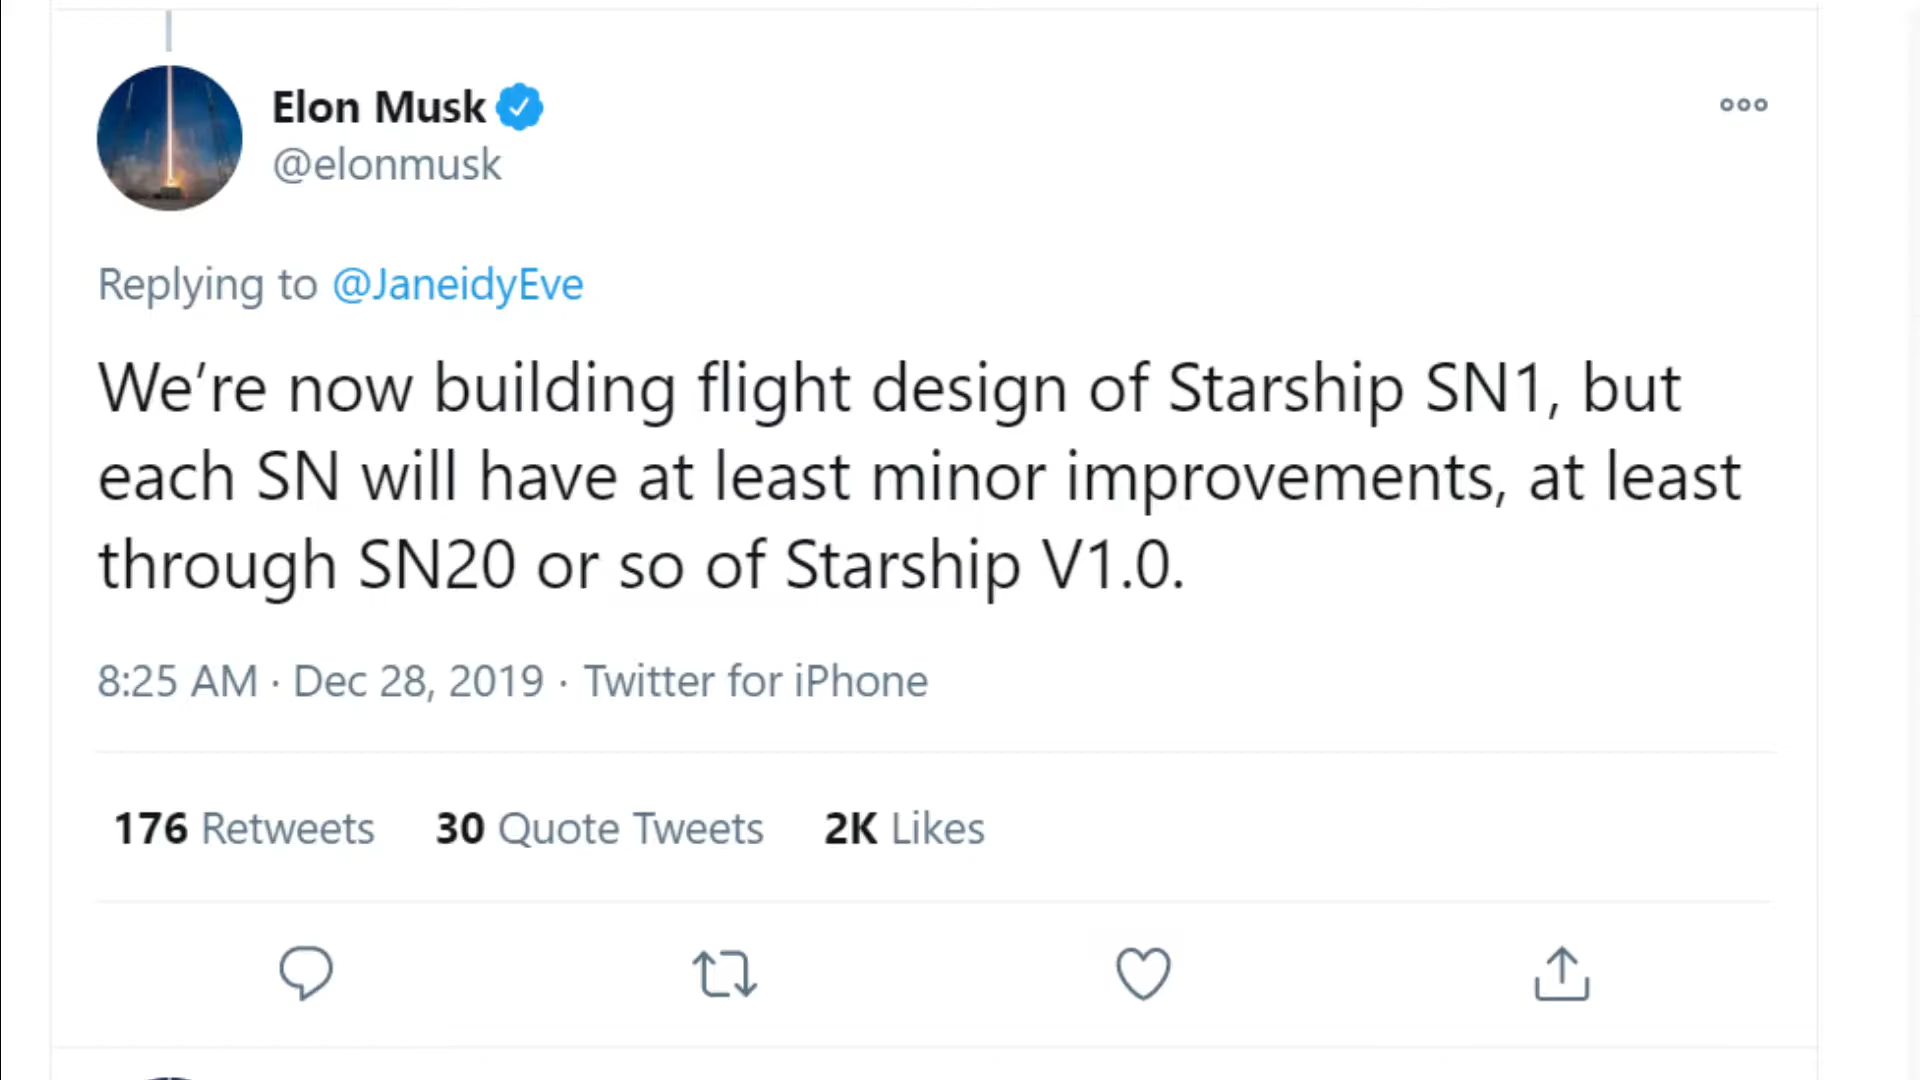 Elon Musk
@elonmusk
Replying to @JaneidyEve
We’re now building flight design of Starship SN1, but
each SN will have at least minor improvements, at least
through SN20 or so of Starship V1.0.
8:25 AM · Dec 28, 2019 · Twitter for iPhone
176 Retweets 30 Quote Tweets 2K Likes